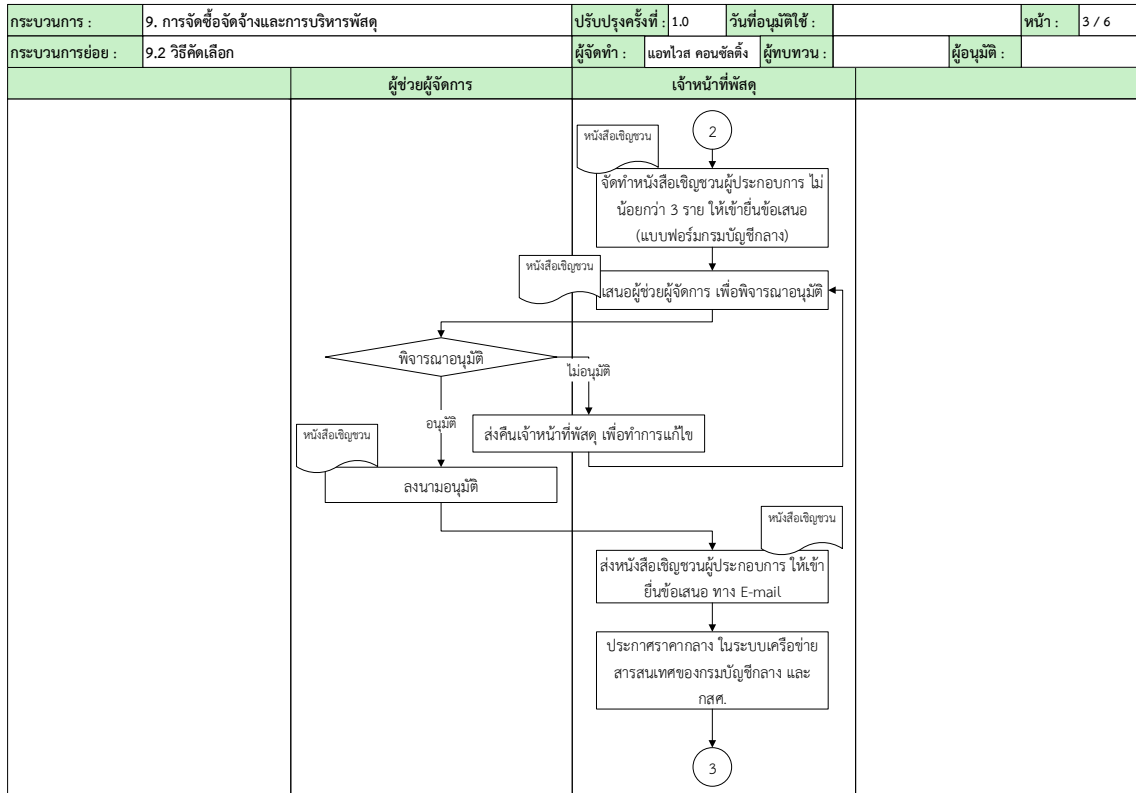 กระบวนการ : 9. การจัดซื้อจัดจ้างและการบริหารพัสดุ ปรับปรุงครั้งที่ : 1.0 วันที่อนุมัติใช้ : หน้า : 3 / 6
กระบวนการย่อย : 9.2 วิธีคัดเลือก ผู้จัดทำ : แอทไวส คอนซัลติ้ง ผู้ทบทวน : ผู้อนุมัติ :
ผู้ช่วยผู้จัดการ เจ้าหน้าที่พัสดุ
2
หนังสือเชิญชวน
จัดทำหนังสือเชิญชวนผู้ประกอบการ ไม่
น้อยกว่า 3 ราย ให้เข้ายื่นข้อเสนอ
(แบบฟอร์มกรมบัญชีกลาง)
หนังสือเชิญชวน
เสนอผู้ช่วยผู้จัดการ เพื่อพิจารณาอนุมัติ
พิจารณาอนุมัติ
ไม่อนุมัติ
อนุมัติ
ส่งคืนเจ้าหน้าที่พัสดุ เพื่อทำการแก้ไข
หนังสือเชิญชวน
ลงนามอนุมัติ
หนังสือเชิญชวน
ส่งหนังสือเชิญชวนผู้ประกอบการ ให้เข้า
ยื่นข้อเสนอ ทาง E-mail
ประกาศราคากลาง ในระบบเครือข่าย
สารสนเทศของกรมบัญชีกลาง และ
กสศ.
3